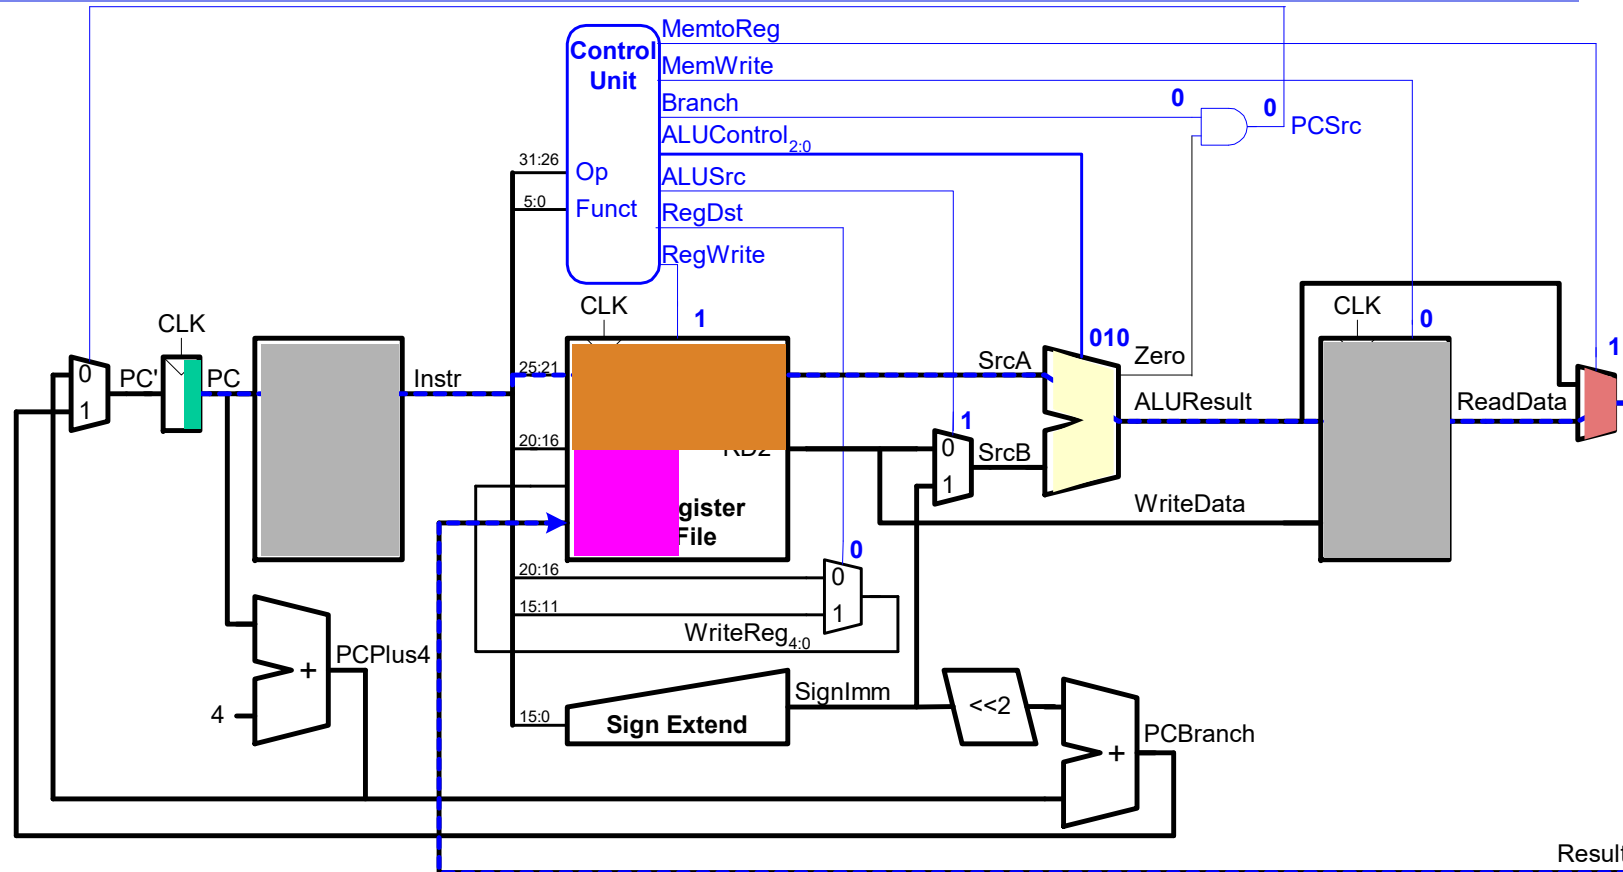 MemtoReg
Control
Unit
MemWrite
Branch
0
0
PCSrc
ALUControl2:0
31:26
Op
ALUSrc
5:0
Funct
RegDst
RegWrite
CLK
CLK
CLK
1
0
010
1
Zero
SrcA
25:21
0
PC'
PC
Instr
1
ALUResult
ReadData
1
20:16
0
SrcB
1
WriteData
gister
File
0
20:16
0
15:11
1
WriteReg4:0
PCPlus4
+
SignImm
4
15:0
Sign Extend
<<2
PCBranch
+
Result